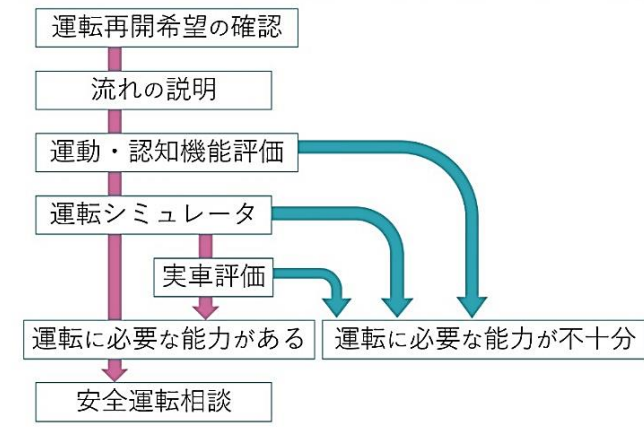 運転再開希望の確認
流れの説明
運動・認知機能評価
運転シミュレータ
実車評価
運転に必要な能力がある
運転に必要な能力が不十分
安全運転相談